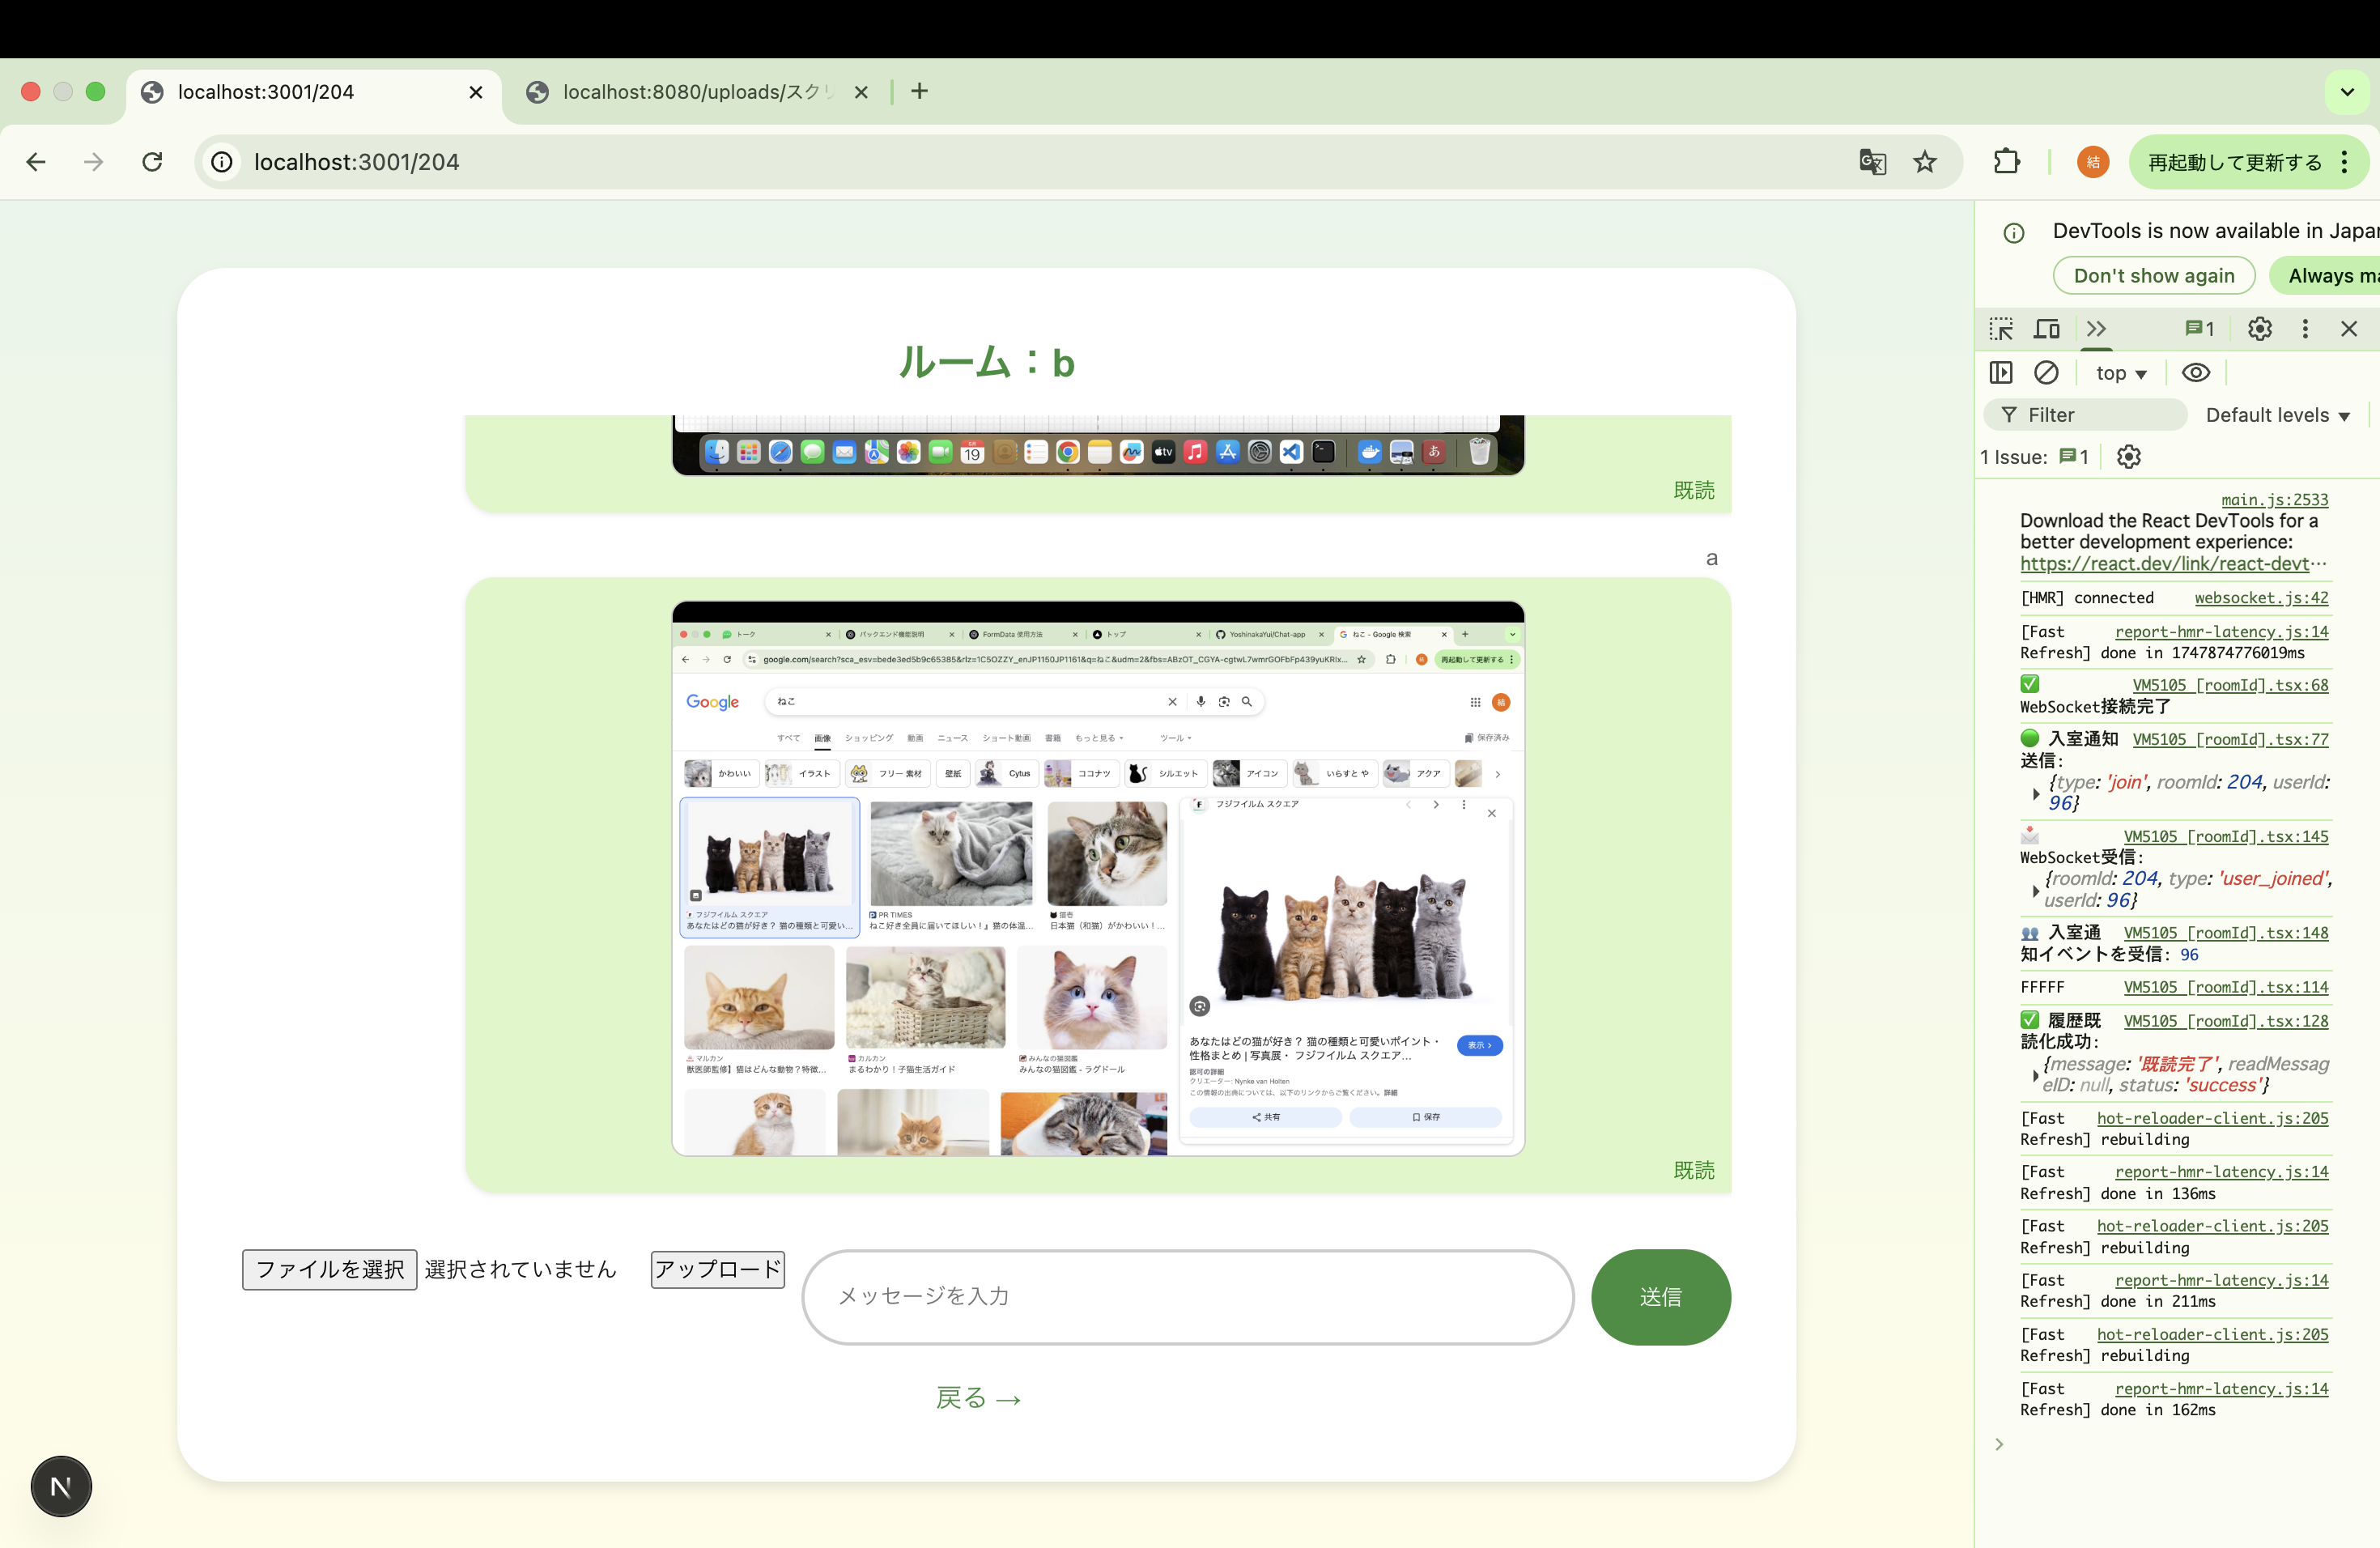 localhost:3001/204
localhost:8080/uploads/スクリ
localhost:3001/204
結
再起動して更新する
ルーム：b
19
tv
あ
既読
a
トーク
バックエンド機能説明
FormData 使用方法
トップ
YoshinakaYui/Chat-app
ねこ - Google 検索
google.com/search?sca_esv=bede3ed5b9c65385&rlz=1C5OZZY_enJP1150JP1161&q=ねこ&udm=2&fbs=ABzOT_CGYA-cgtwL7wmrGOFbFp439yuKRlx...
再起動して更新する
Google
ねこ
結
すべて 画像 ショッピング 動画 ニュース ショート動画 書籍 もっと見る ツール
保存済み
かわいい イラスト フリー 素材 壁紙 Cytus ココナツ シルエット アイコン いらすと や アクア
フジフイルム スクエア
フジフイルム スクエア
あなたはどの猫が好き？ 猫の種類と可愛い...
PR TIMES
ねこ好き全員に届いてほしい！』猫の体温...
猫壱
日本猫（和猫）がかわいい！...
マルカン
獣医師監修】猫はどんな動物？特徴...
カルカン
まるわかり！子猫生活ガイド
みんなの猫図鑑
みんなの猫図鑑 - ラグドール
あなたはどの猫が好き？ 猫の種類と可愛いポイント・
性格まとめ | 写真展・ フジフイルム スクエア...
表示
認可の詳細
クリエーター: Nynke van Holten
この情報の出典については、以下のリンクからご覧ください。詳細
共有
保存
既読
ファイルを選択 選択されていません
アップロード
メッセージを入力
送信
戻る →
N
DevTools is now available in Japan
Don't show again
Always ma
1
top
Filter
Default levels
1 Issue: 1
main.js:2533
Download the React DevTools for a
better development experience:
https://react.dev/link/react-devt…
[HMR] connected websocket.js:42
[Fast report-hmr-latency.js:14
Refresh] done in 1747874776019ms
VM5105 [roomId].tsx:68
WebSocket接続完了
入室通知 VM5105 [roomId].tsx:77
送信:
{type: 'join', roomId: 204, userId:
96}
VM5105 [roomId].tsx:145
WebSocket受信:
{roomId: 204, type: 'user_joined',
userId: 96}
入室通 VM5105 [roomId].tsx:148
知イベントを受信: 96
FFFFF VM5105 [roomId].tsx:114
履歴既 VM5105 [roomId].tsx:128
読化成功:
{message: '既読完了', readMessag
eID: null, status: 'success'}
[Fast hot-reloader-client.js:205
Refresh] rebuilding
[Fast report-hmr-latency.js:14
Refresh] done in 136ms
[Fast hot-reloader-client.js:205
Refresh] rebuilding
[Fast report-hmr-latency.js:14
Refresh] done in 211ms
[Fast hot-reloader-client.js:205
Refresh] rebuilding
[Fast report-hmr-latency.js:14
Refresh] done in 162ms